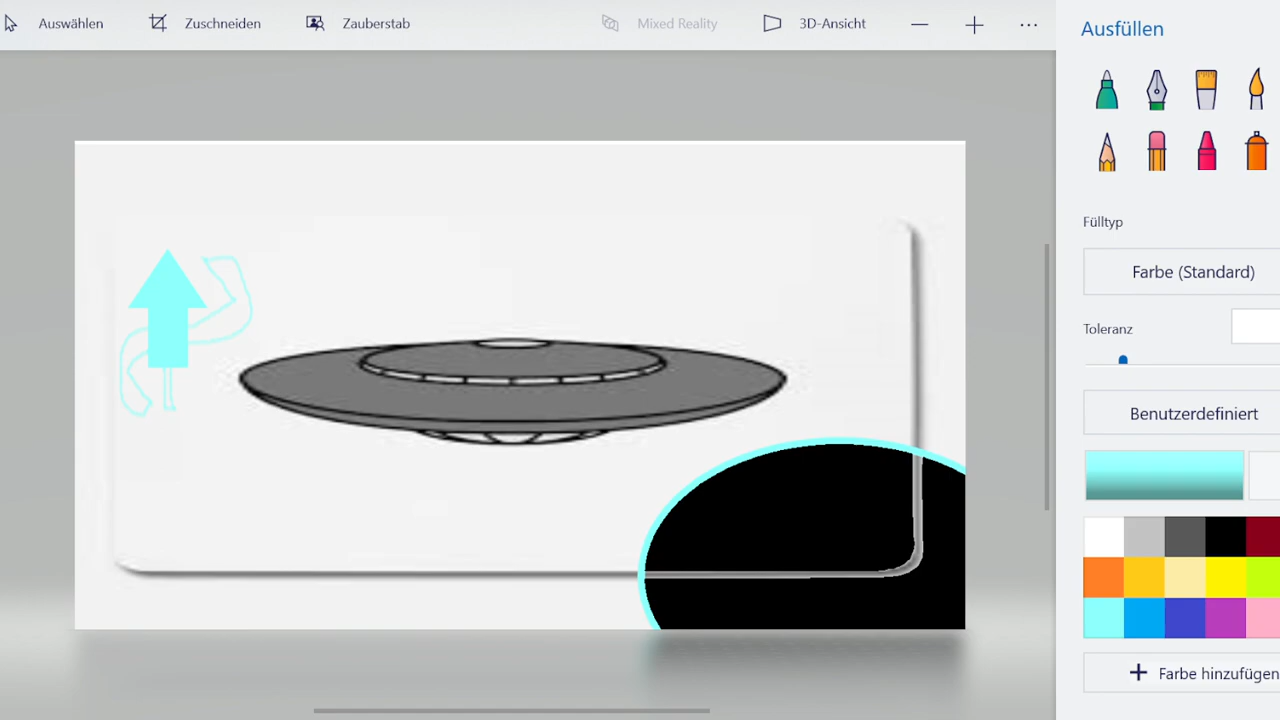 Auswählen
Zuschneiden
Zauberstab
Mixed Reality
3D-Ansicht
Ausfüllen
Fülltyp
Farbe (Standard)
Toleranz
Benutzerdefiniert
Farbe hinzufügen